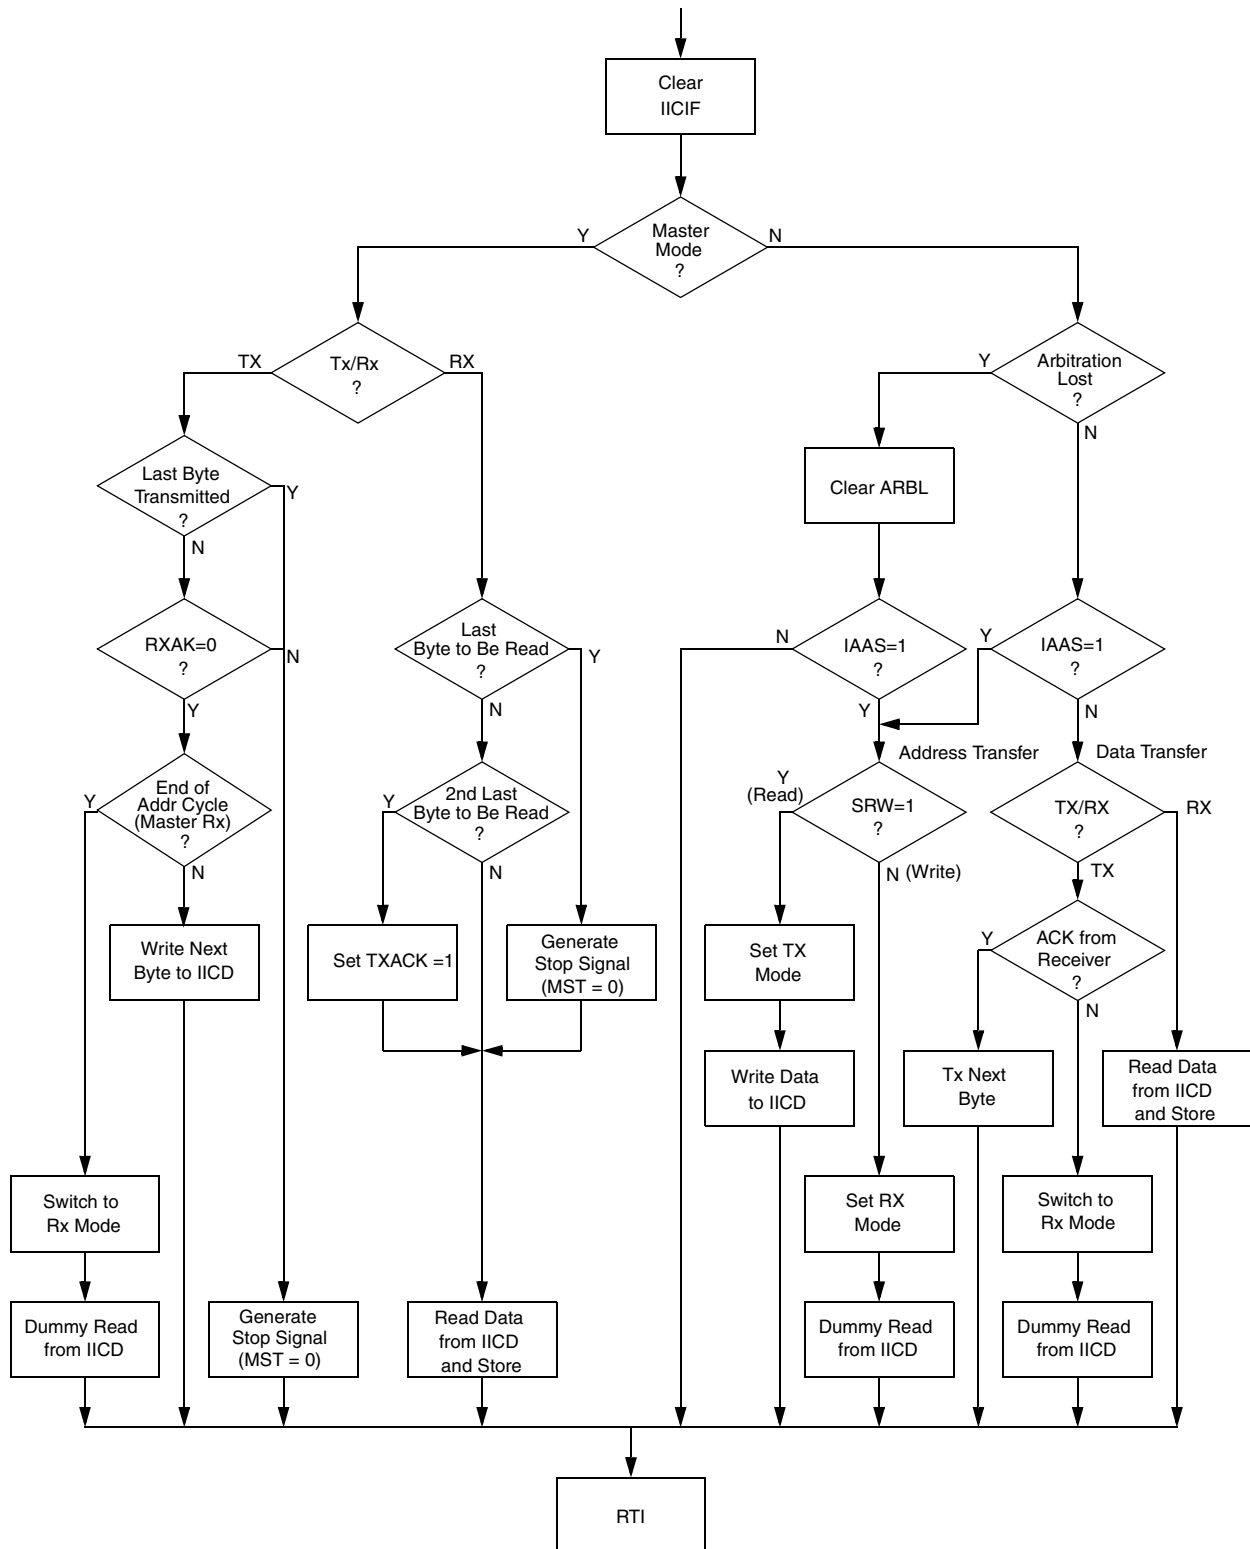 Clear
IICIF
Master
Mode
?
Y
N
Tx/Rx
?
TX
RX
Arbitration
Lost
?
Y
N
Last Byte
Transmitted
?
Y
N
Clear ARBL
RXAK=0
?
N
Y
Last
Byte to Be Read
?
Y
N
IAAS=1
?
N
Y
IAAS=1
?
Y
N
Address Transfer
Data Transfer
End of
Addr Cycle
(Master Rx)
?
Y
N
2nd Last
Byte to Be Read
?
Y
N
Y
(Read)
SRW=1
?
N (Write)
TX/RX
?
RX
TX
Write Next
Byte to IICD
Set TXACK =1
Generate
Stop Signal
(MST = 0)
Set TX
Mode
ACK from
Receiver
?
Y
N
Write Data
to IICD
Tx Next
Byte
Read Data
from IICD
and Store
Switch to
Rx Mode
Set RX
Mode
Switch to
Rx Mode
Dummy Read
from IICD
Generate
Stop Signal
(MST = 0)
Read Data
from IICD
and Store
Dummy Read
from IICD
Dummy Read
from IICD
RTI